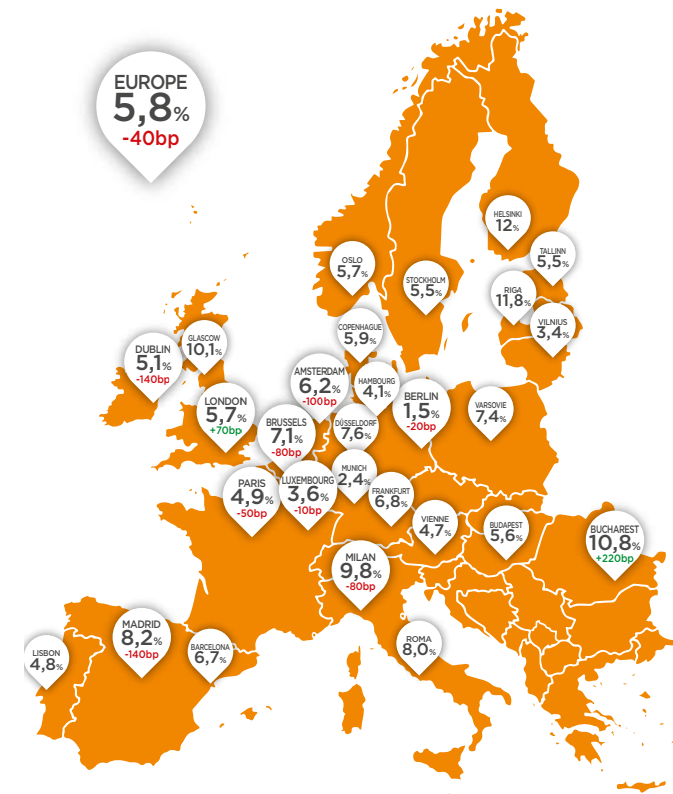 EUROPE
5,8%
-40bp
HELSINKI
12%
TALLINN
5,5%
OSLO
5,7%
STOCKHOLM
5,5%
RIGA
11,8%
VILNIUS
3,4%
COPENHAGUE
5,9%
GLASCOW
10,1%
DUBLIN
5,1%
-140bp
AMSTERDAM
6,2%
-100bp
HAMBOURG
4,1%
BERLIN
1,5%
-20bp
VARSOVIE
7,4%
LONDON
5,7%
+70bp
BRUSSELS
7,1%
-80bp
DÜSSELDORF
7,6%
PARIS
4,9%
-50bp
LUXEMBOURG
3,6%
-10bp
MUNICH
2,4%
FRANKFURT
6,8%
VIENNE
4,7%
BUDAPEST
5,6%
BUCHAREST
10,8%
+220bp
MILAN
9,8%
-80bp
MADRID
8,2%
-140bp
BARCELONA
6,7%
LISBON
4,8%
ROMA
8,0%